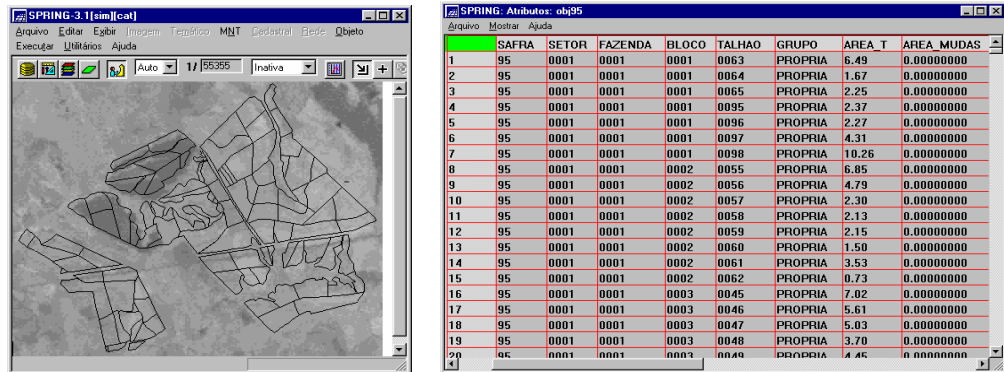 SPRING-3.1[sim][cat]
Arquivo Editar Exibir Imagem Temático MNT Cadastral Rede Objeto
Executar Utilitários Ajuda
Auto 1/ 55355 Inativa
SPRING: Atributos: obj95
Arquivo Mostrar Ajuda
SAFRA SETOR FAZENDA BLOCO TALHAO GRUPO AREA_T AREA_MUDAS
1 95 0001 0001 0001 0063 PROPRIA 6.49 0.00000000
2 95 0001 0001 0001 0064 PROPRIA 1.67 0.00000000
3 95 0001 0001 0001 0065 PROPRIA 2.25 0.00000000
4 95 0001 0001 0001 0095 PROPRIA 2.37 0.00000000
5 95 0001 0001 0001 0096 PROPRIA 2.27 0.00000000
6 95 0001 0001 0001 0097 PROPRIA 4.31 0.00000000
7 95 0001 0001 0001 0098 PROPRIA 10.26 0.00000000
8 95 0001 0001 0002 0055 PROPRIA 6.85 0.00000000
9 95 0001 0001 0002 0056 PROPRIA 4.79 0.00000000
10 95 0001 0001 0002 0057 PROPRIA 2.30 0.00000000
11 95 0001 0001 0002 0058 PROPRIA 2.13 0.00000000
12 95 0001 0001 0002 0059 PROPRIA 2.15 0.00000000
13 95 0001 0001 0002 0060 PROPRIA 1.50 0.00000000
14 95 0001 0001 0002 0061 PROPRIA 3.53 0.00000000
15 95 0001 0001 0002 0062 PROPRIA 0.73 0.00000000
16 95 0001 0001 0003 0045 PROPRIA 7.02 0.00000000
17 95 0001 0001 0003 0046 PROPRIA 5.61 0.00000000
18 95 0001 0001 0003 0047 PROPRIA 5.03 0.00000000
19 95 0001 0001 0003 0048 PROPRIA 3.70 0.00000000
20 95 0001 0001 0003 0049 PROPRIA 4.45 0.00000000